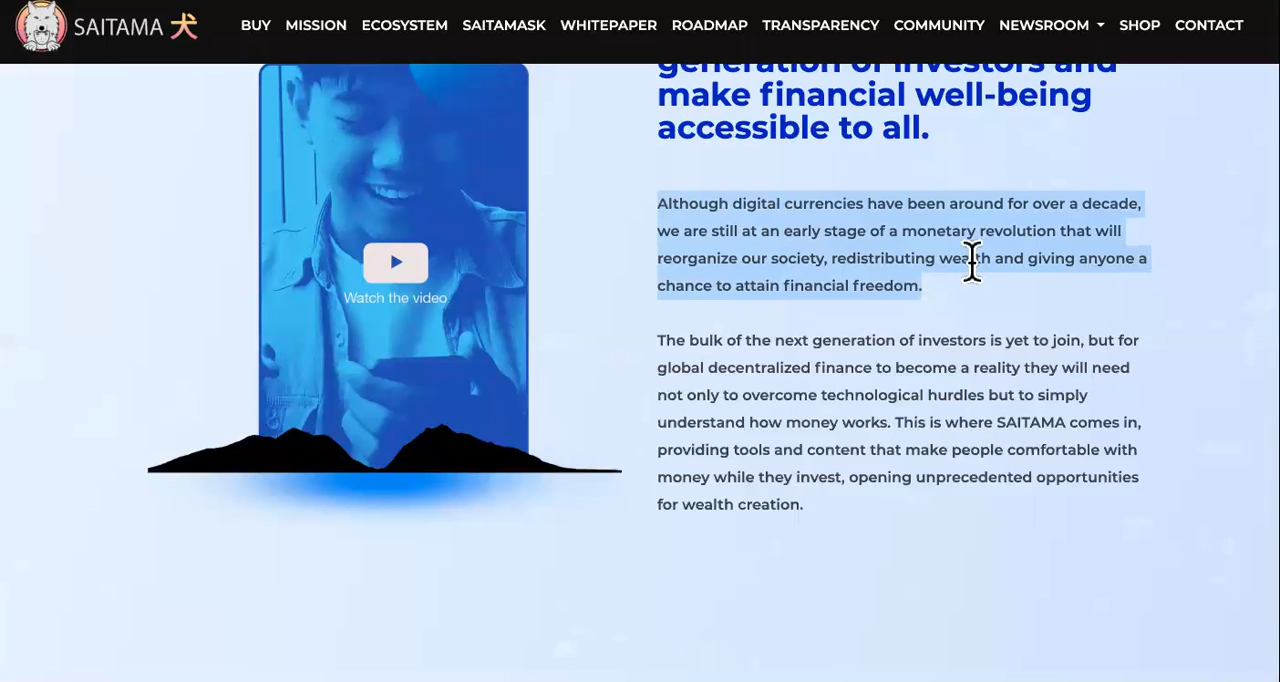 SAITAMA 犬
BUY MISSION ECOSYSTEM SAITAMASK WHITEPAPER ROADMAP TRANSPARENCY COMMUNITY NEWSROOM SHOP CONTACT
generation of investors and
make financial well-being
accessible to all.
Although digital currencies have been around for over a decade,
we are still at an early stage of a monetary revolution that will
reorganize our society, redistributing wealth and giving anyone a
chance to attain financial freedom.
Watch the video
The bulk of the next generation of investors is yet to join, but for
global decentralized finance to become a reality they will need
not only to overcome technological hurdles but to simply
understand how money works. This is where SAITAMA comes in,
providing tools and content that make people comfortable with
money while they invest, opening unprecedented opportunities
for wealth creation.